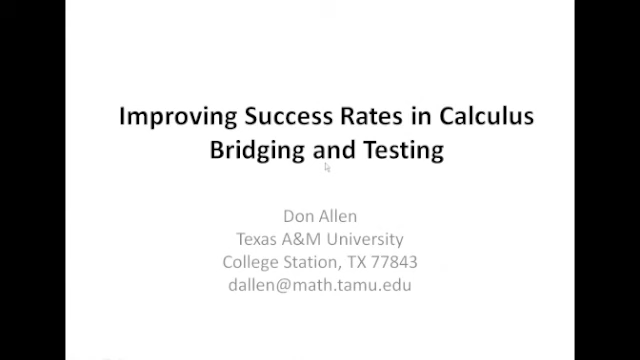 Improving Success Rates in Calculus
Bridging and Testing
Don Allen
Texas A&M University
College Station, TX 77843
dallen@math.tamu.edu